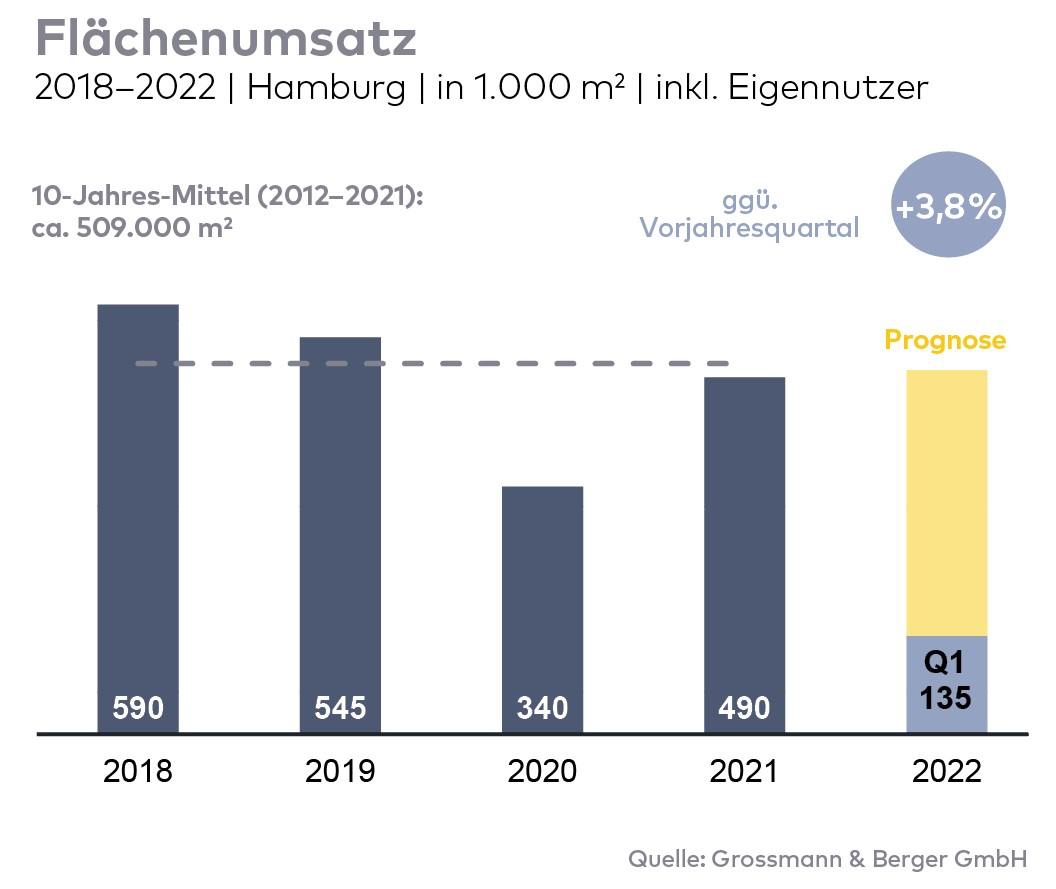 Flächenumsatz
2018–2022 | Hamburg | in 1.000 m² | inkl. Eigennutzer
10-Jahres-Mittel (2012–2021):
ca. 509.000 m²
ggü.
Vorjahresquartal
+3,8%
Prognose
590
545
340
490
Q1
135
2018
2019
2020
2021
2022
Quelle: Grossmann & Berger GmbH